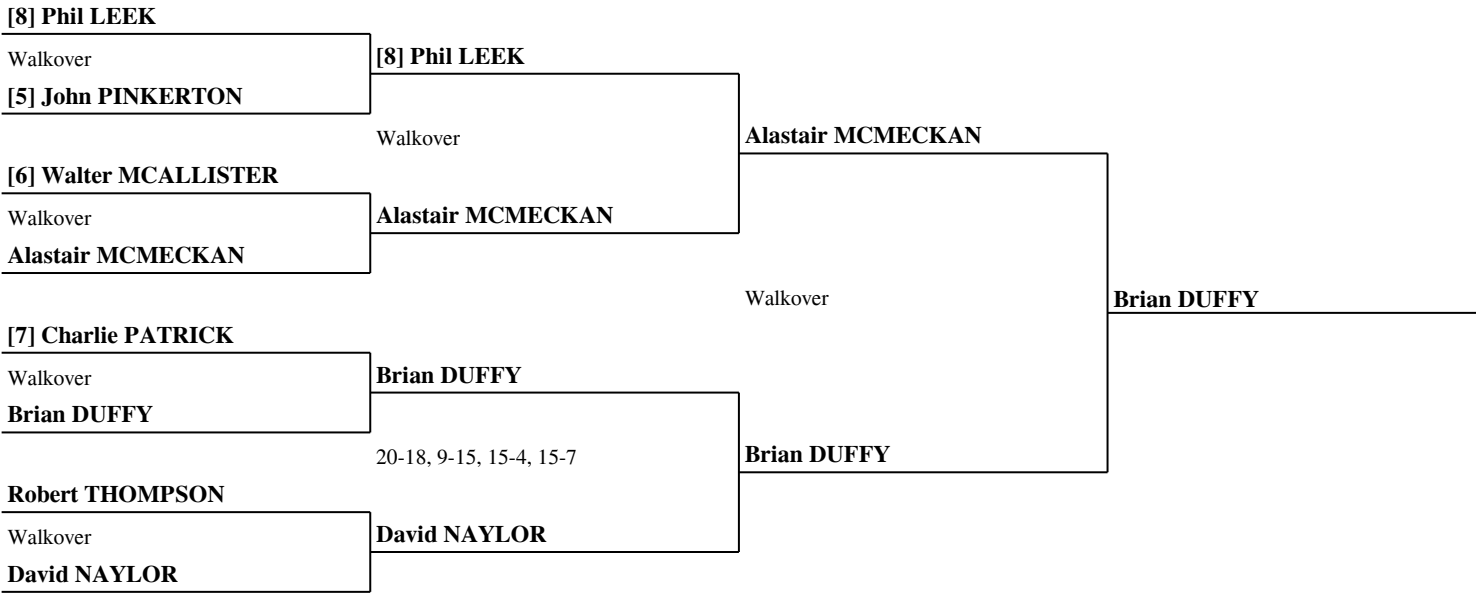 [8] Phil LEEK
Walkover
[5] John PINKERTON
[6] Walter MCALLISTER
Walkover
Alastair MCMECKAN
[7] Charlie PATRICK
Walkover
Brian DUFFY
Robert THOMPSON
Walkover
David NAYLOR
[8] Phil LEEK
Walkover
Alastair MCMECKAN
Brian DUFFY
20-18, 9-15, 15-4, 15-7
David NAYLOR
Alastair MCMECKAN
Walkover
Brian DUFFY
Brian DUFFY